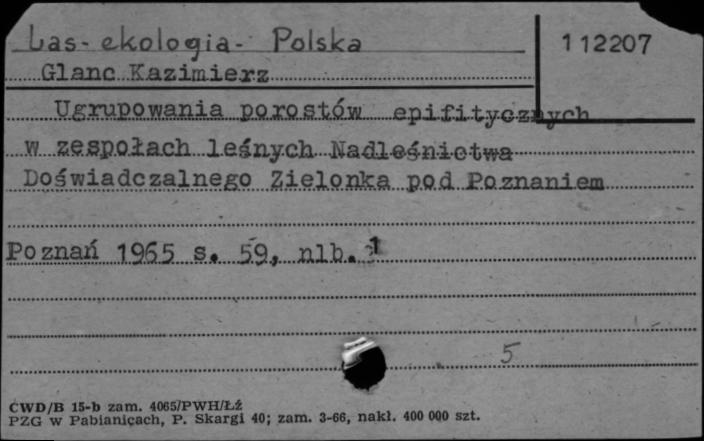 Las- ekologia- Polska
112207
Glanc Kazimierz
Ugrupowania porostów epifitycznych
w zespołach leśnych Nadleśnictwa
Doświadczalnego Zielonka pod Poznaniem
Poznań 1965 s. 59, nlb. 1
5
CWD/B 15-b zam. 4065/PWH/Łź
PZG w Pabianicach, P. Skargi 40; zam. 3-66, nakł. 400 000 szt.